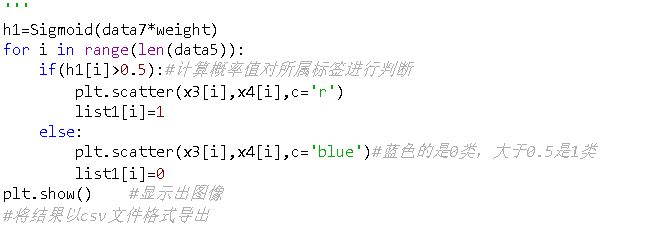 '''
h1=Sigmoid(data7*weight)
for i in range(len(data5)):
    if(h1[i]>0.5):#计算概率值对所属标签进行判断
        plt.scatter(x3[i],x4[i],c='r')
        list1[i]=1
    else:
        plt.scatter(x3[i],x4[i],c='blue')#蓝色的是0类，大于0.5是1类
        list1[i]=0
plt.show()    #显示出图像
#将结果以csv文件格式导出